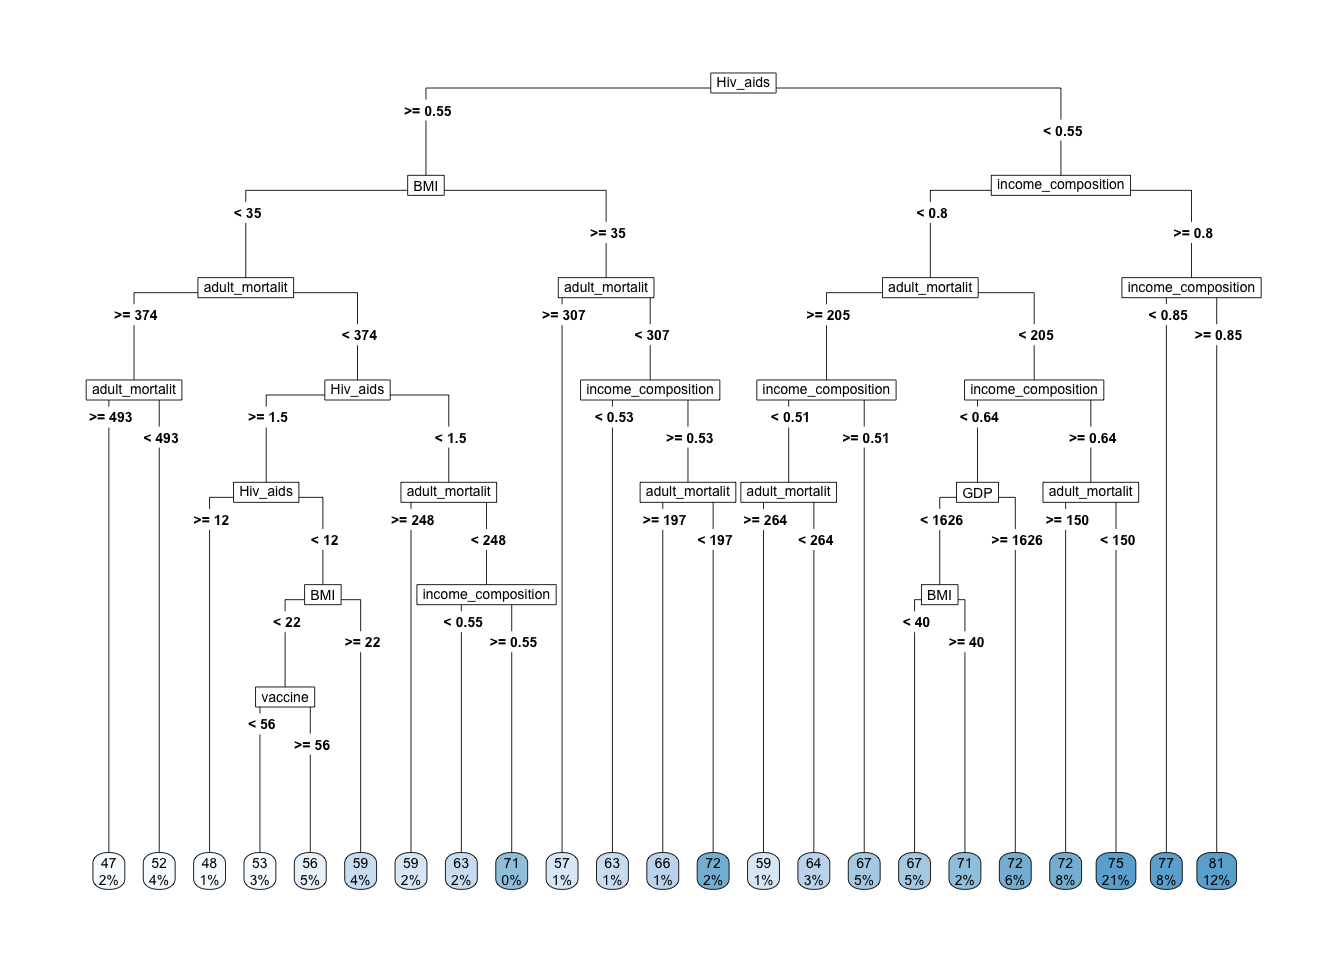 Hiv_aids
>= 0.55
< 0.55
BMI
income_composition
< 35
< 0.8
>= 35
>= 0.8
adult_mortalit
adult_mortalit
adult_mortalit
income_composition
>= 374
>= 307
>= 205
< 0.85
< 374
< 307
< 205
>= 0.85
adult_mortalit
Hiv_aids
income_composition
income_composition
income_composition
>= 493
>= 1.5
< 0.53
< 0.51
< 0.64
< 493
< 1.5
>= 0.53
>= 0.51
>= 0.64
Hiv_aids
adult_mortalit
adult_mortalit
adult_mortalit
GDP
adult_mortalit
>= 12
>= 248
>= 197
>= 264
< 1626
>= 150
< 12
< 248
< 197
< 264
>= 1626
< 150
BMI
income_composition
BMI
< 22
< 0.55
< 40
>= 22
>= 0.55
>= 40
vaccine
< 56
>= 56
47 52 48 53 56 59 59 63 71 57 63 66 72 59 64 67 67 71 72 72 75 77 81
2% 4% 1% 3% 5% 4% 2% 2% 0% 1% 1% 1% 2% 1% 3% 5% 5% 2% 6% 8% 21% 8% 12%